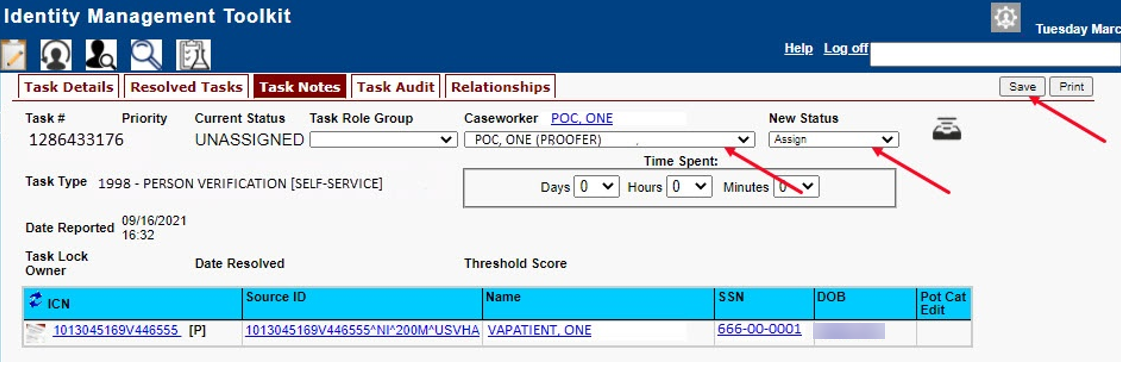 Identity Management Toolkit
Tuesday Marc
Help Log off
Task Details Resolved Tasks Task Notes Task Audit Relationships Save Print
Task # Priority Current Status Task Role Group Caseworker POC, ONE New Status
1286433176 UNASSIGNED POC, ONE (PROOFER) Assign
Time Spent:
Task Type 1998 - PERSON VERIFICATION [SELF-SERVICE] Days 0 Hours 0 Minutes 0
Date Reported 09/16/2021
16:32
Task Lock
Owner Date Resolved Threshold Score
ICN Source ID Name SSN DOB Pot Cat
Edit
1013045169V446555 [P] 1013045169V446555^NI^200M^USVHA VAPATIENT, ONE 666-00-0001